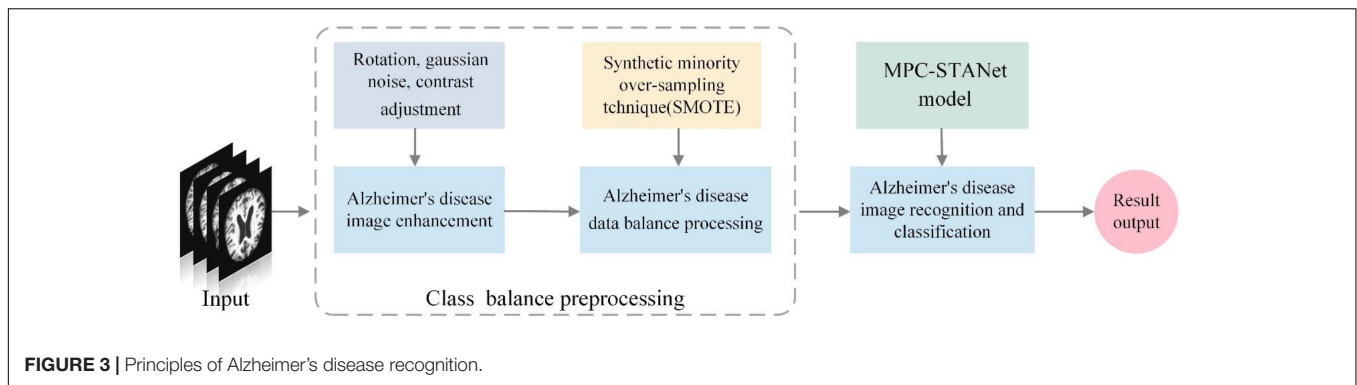 Rotation, gaussian
noise, contrast
adjustment
Synthetic minority
over-sampling
tchnique(SMOTE)
MPC-STANet
model
Alzheimer's disease
image enhancement
Alzheimer's disease
data balance processing
Alzheimer's disease
image recognition and
classification
Result
output
Input
Class balance preprocessing
FIGURE 3 | Principles of Alzheimer's disease recognition.